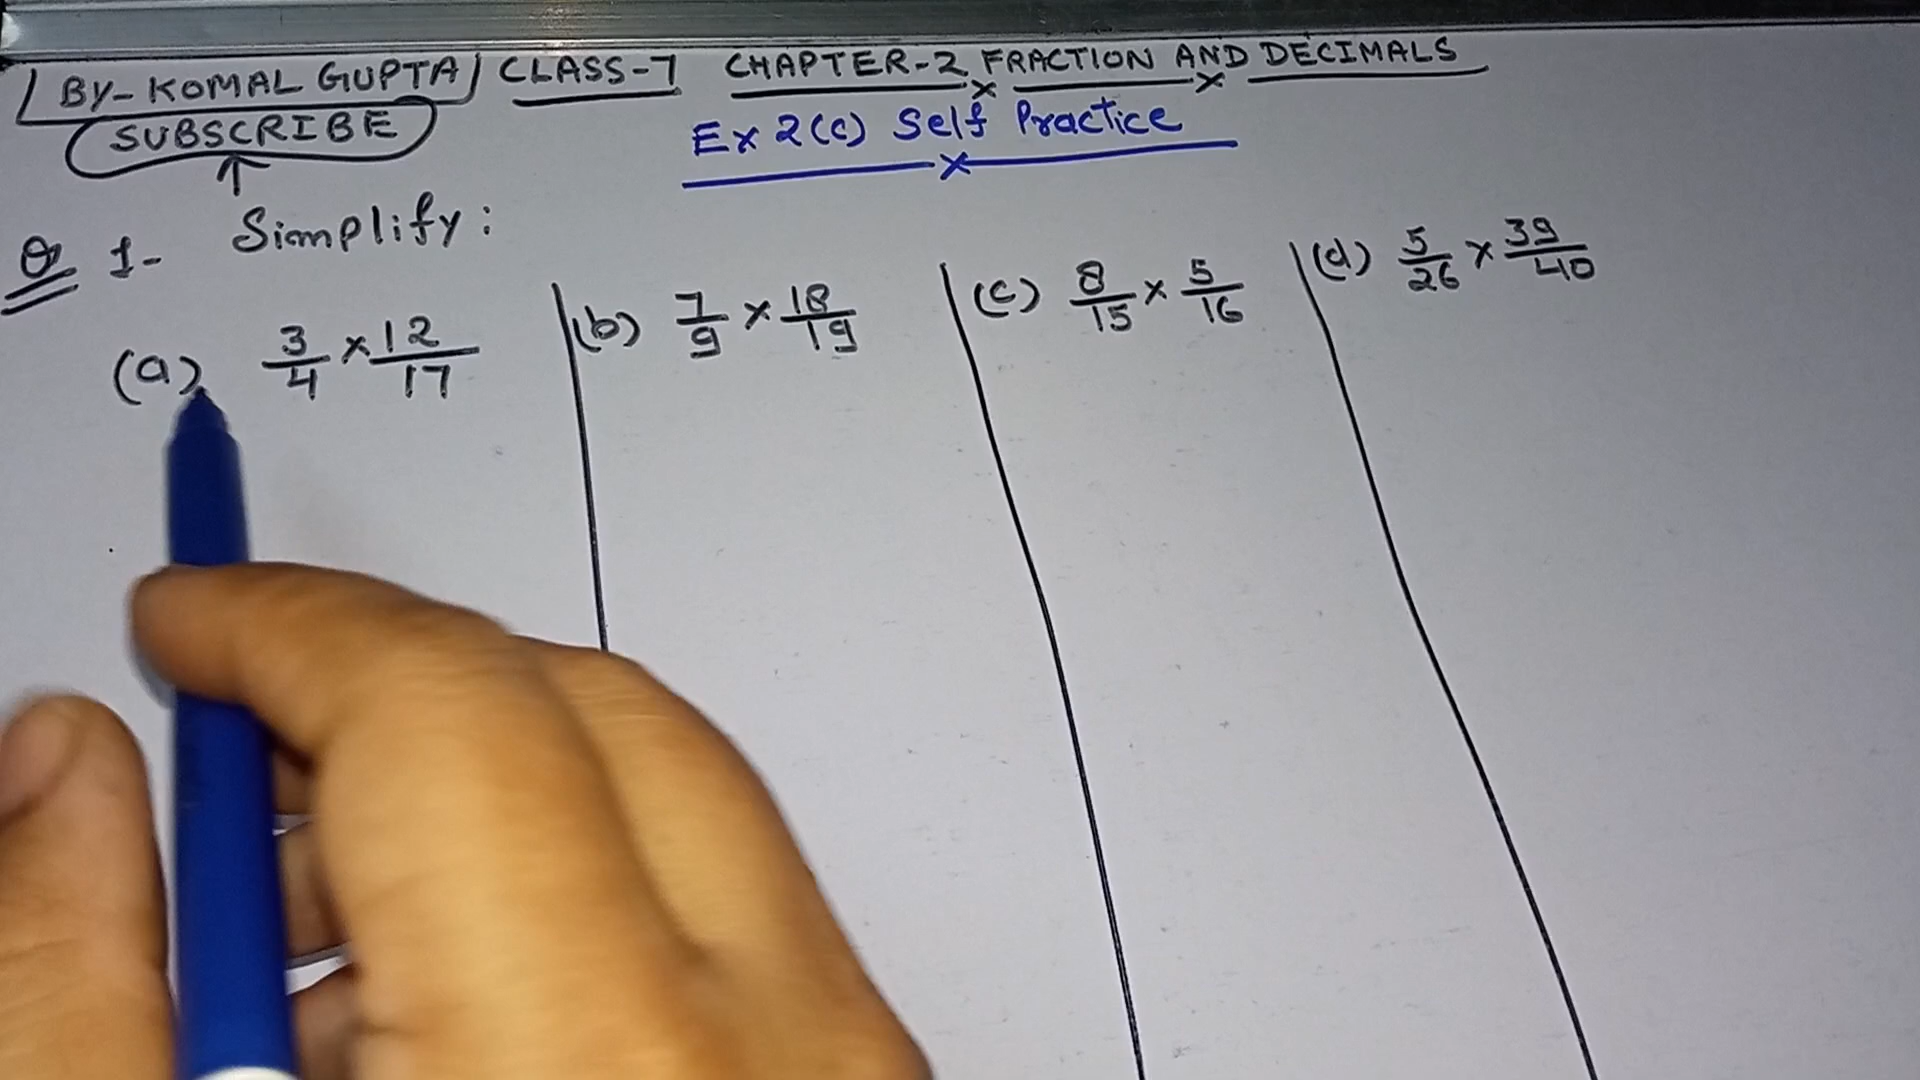 BY-KOMAL GUPTA CLASS-7 CHAPTER-2 FRACTION AND DECIMALS
SUBSCRIBE
Ex 2(c) Self Practice
Q 1- Simplify:
(a) 3/4 × 12/17
(b) 7/9 × 18/19
(c) 8/15 × 5/16
(d) 5/26 × 39/40